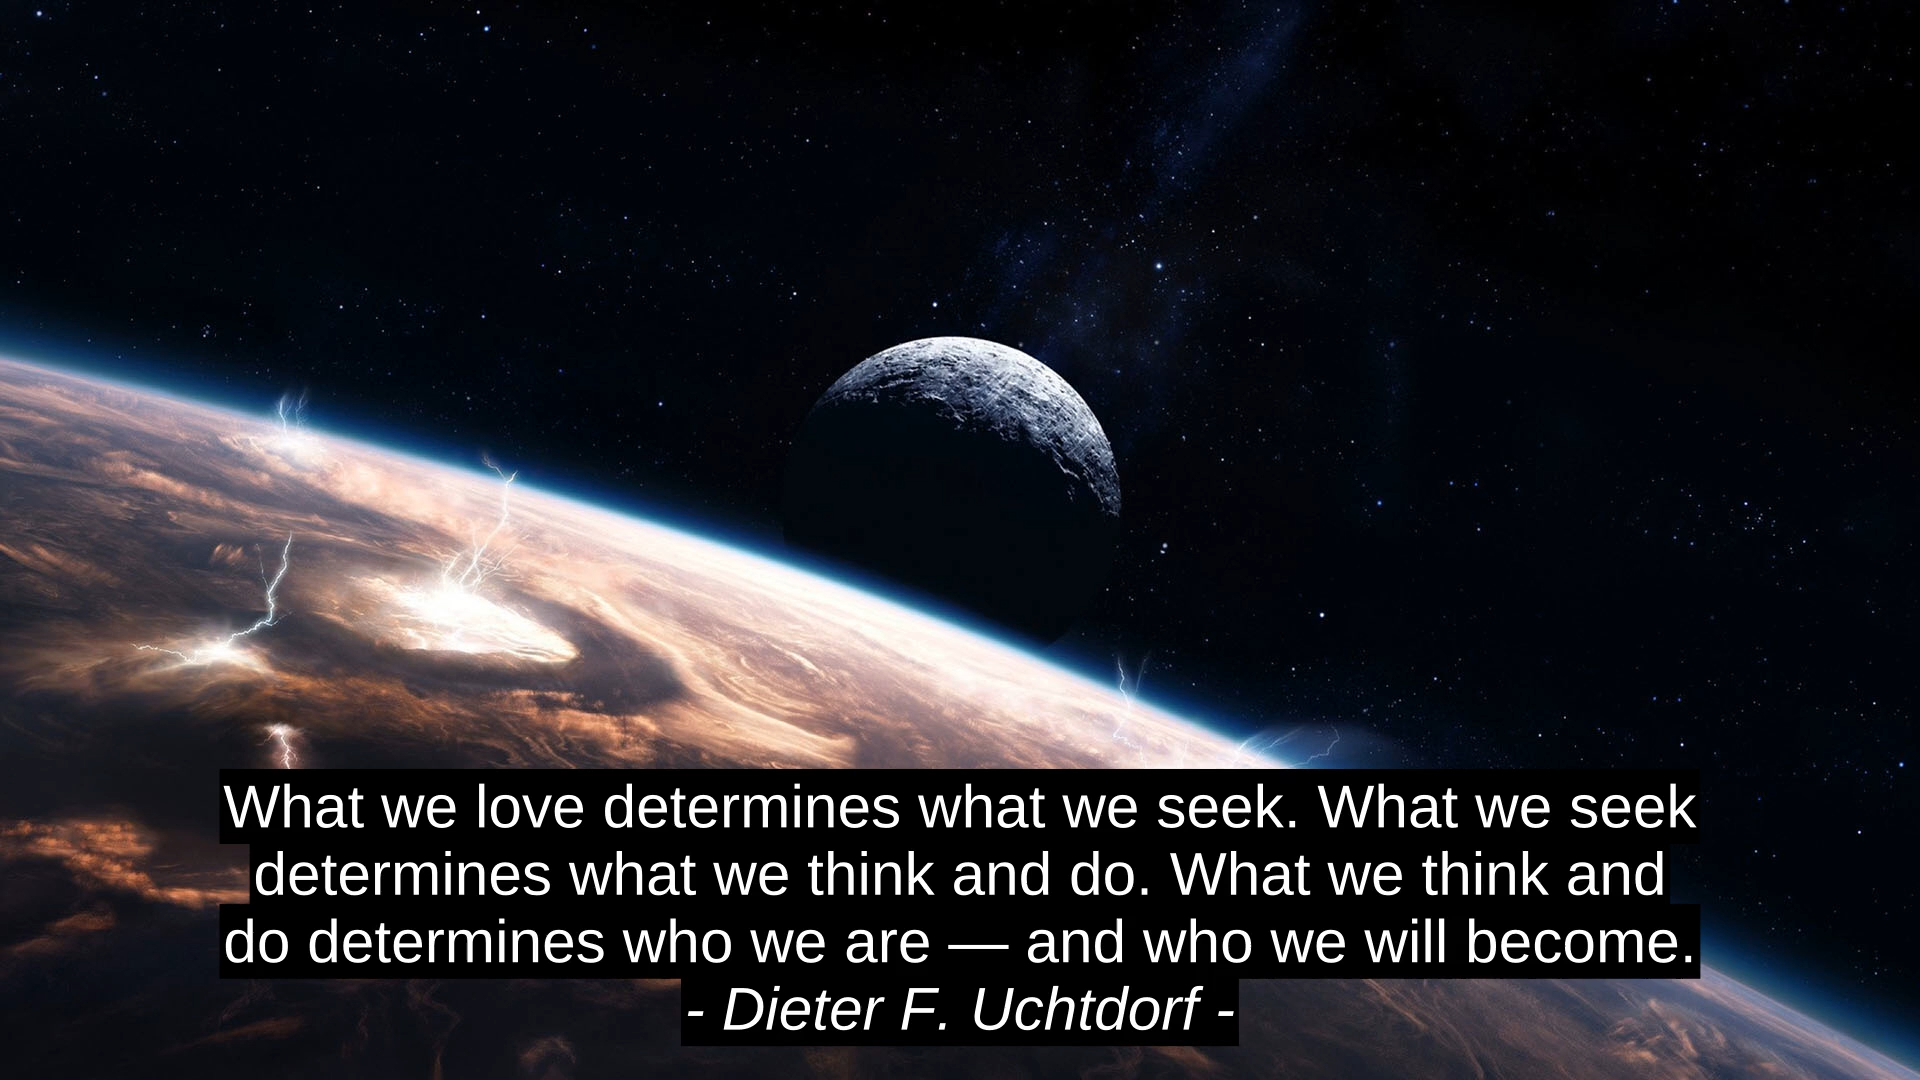 What we love determines what we seek. What we seek
determines what we think and do. What we think and
do determines who we are — and who we will become.
- Dieter F. Uchtdorf -